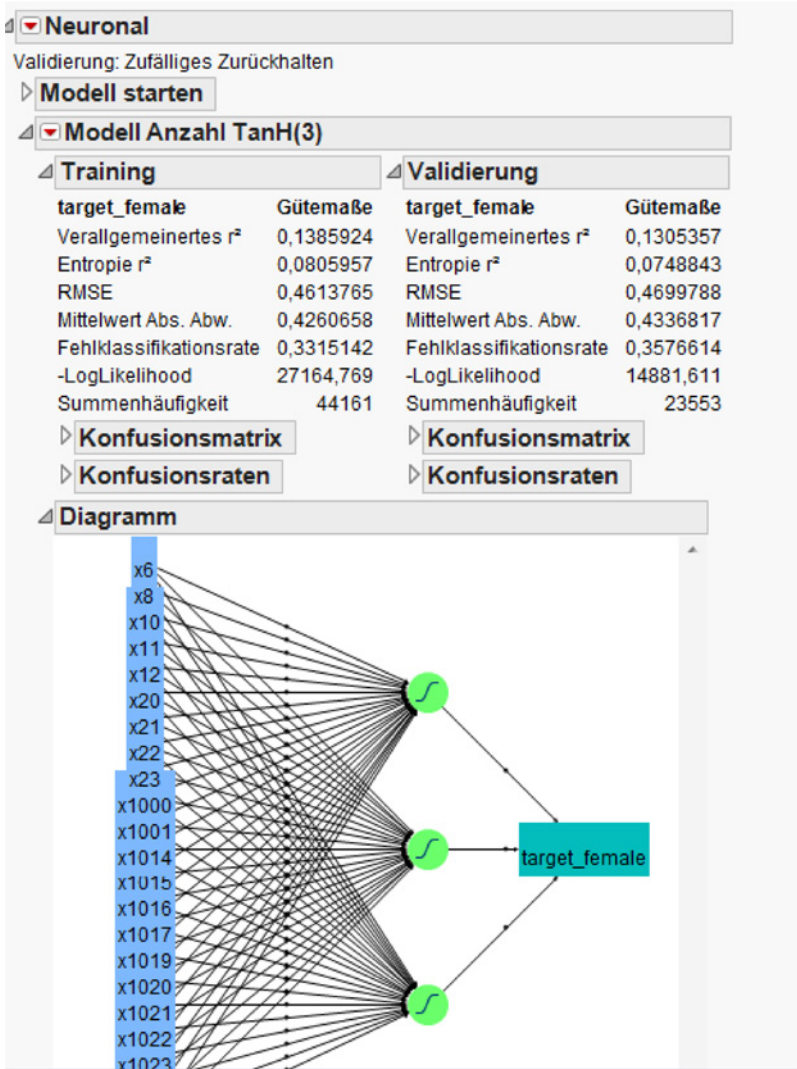 Neuronal
Validierung: Zufälliges Zurückhalten
Modell starten
Modell Anzahl TanH(3)
Training
target_female Gütemaße
Verallgemeinertes r² 0,1385924
Entropie r² 0,0805957
RMSE 0,4613765
Mittelwert Abs. Abw. 0,4260658
Fehlklassifikationsrate 0,3315142
-LogLikelihood 27164,769
Summenhäufigkeit 44161
Konfusionsmatrix
Konfusionsraten
Validierung
target_female Gütemaße
Verallgemeinertes r² 0,1305357
Entropie r² 0,0748843
RMSE 0,4699788
Mittelwert Abs. Abw. 0,4336817
Fehlklassifikationsrate 0,3576614
-LogLikelihood 14881,611
Summenhäufigkeit 23553
Konfusionsmatrix
Konfusionsraten
Diagramm
x6
x8
x10
x11
x12
x20
x21
x22
x23
x1000
x1001
x1014
x1015
x1016
x1017
x1019
x1020
x1021
x1022
x1023
target_female